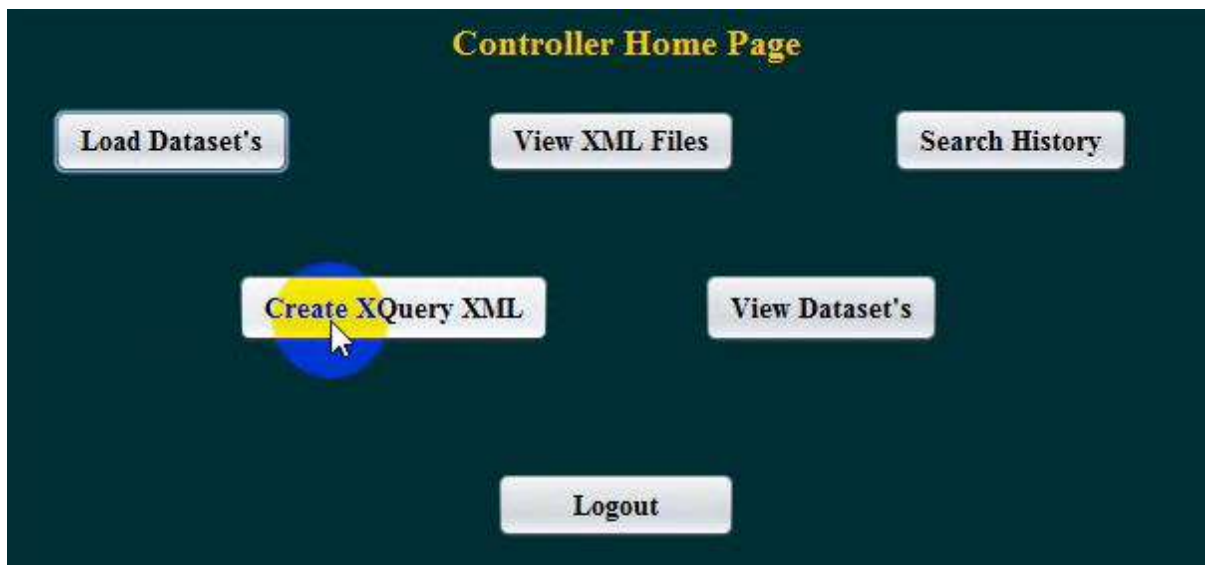 Controller Home Page
Load Dataset's
View XML Files
Search History
Create XQuery XML
View Dataset's
Logout